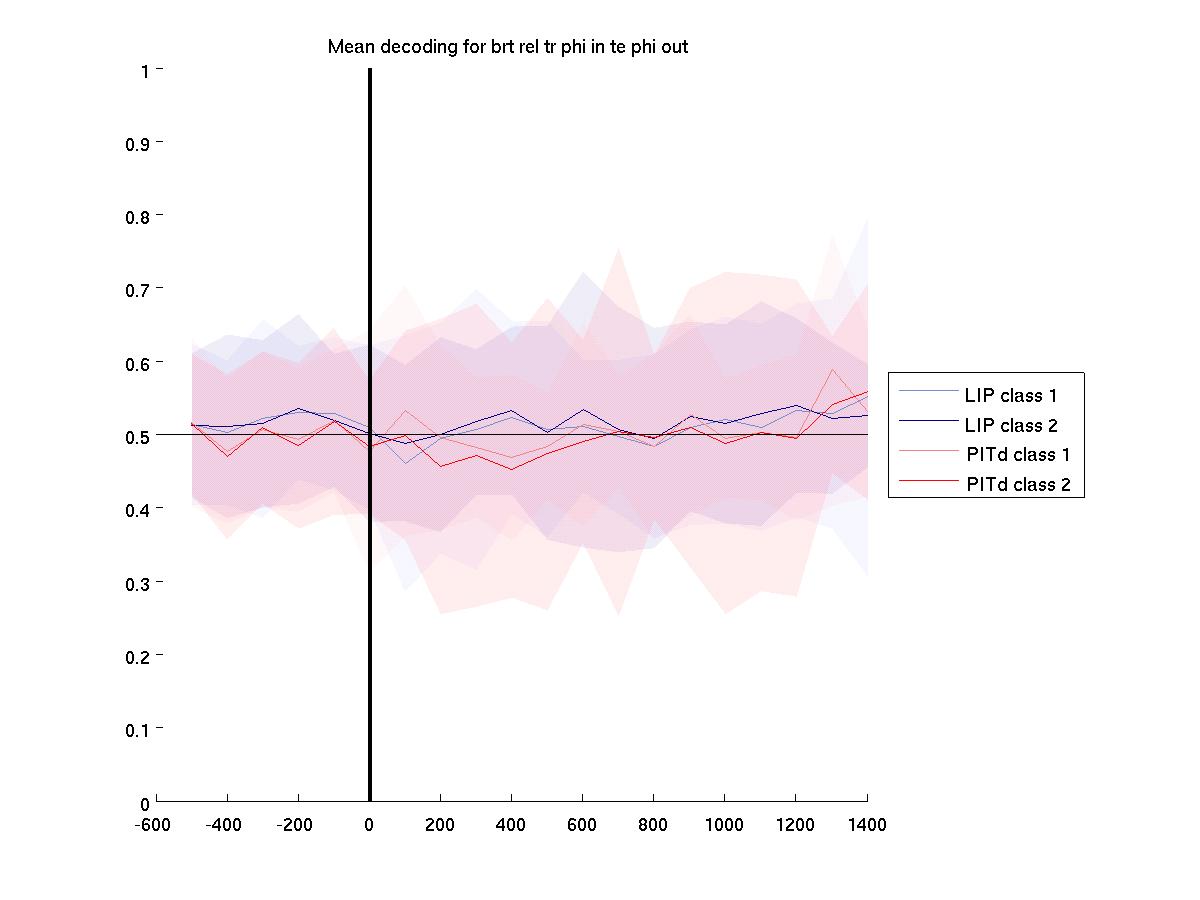 Mean decoding for brt rel tr phi in te phi out
1
0.9
0.8
0.7
0.6
0.5
0.4
0.3
0.2
0.1
0
-600 -400 -200 0 200 400 600 800 1000 1200 1400
LIP class 1
LIP class 2
PITd class 1
PITd class 2